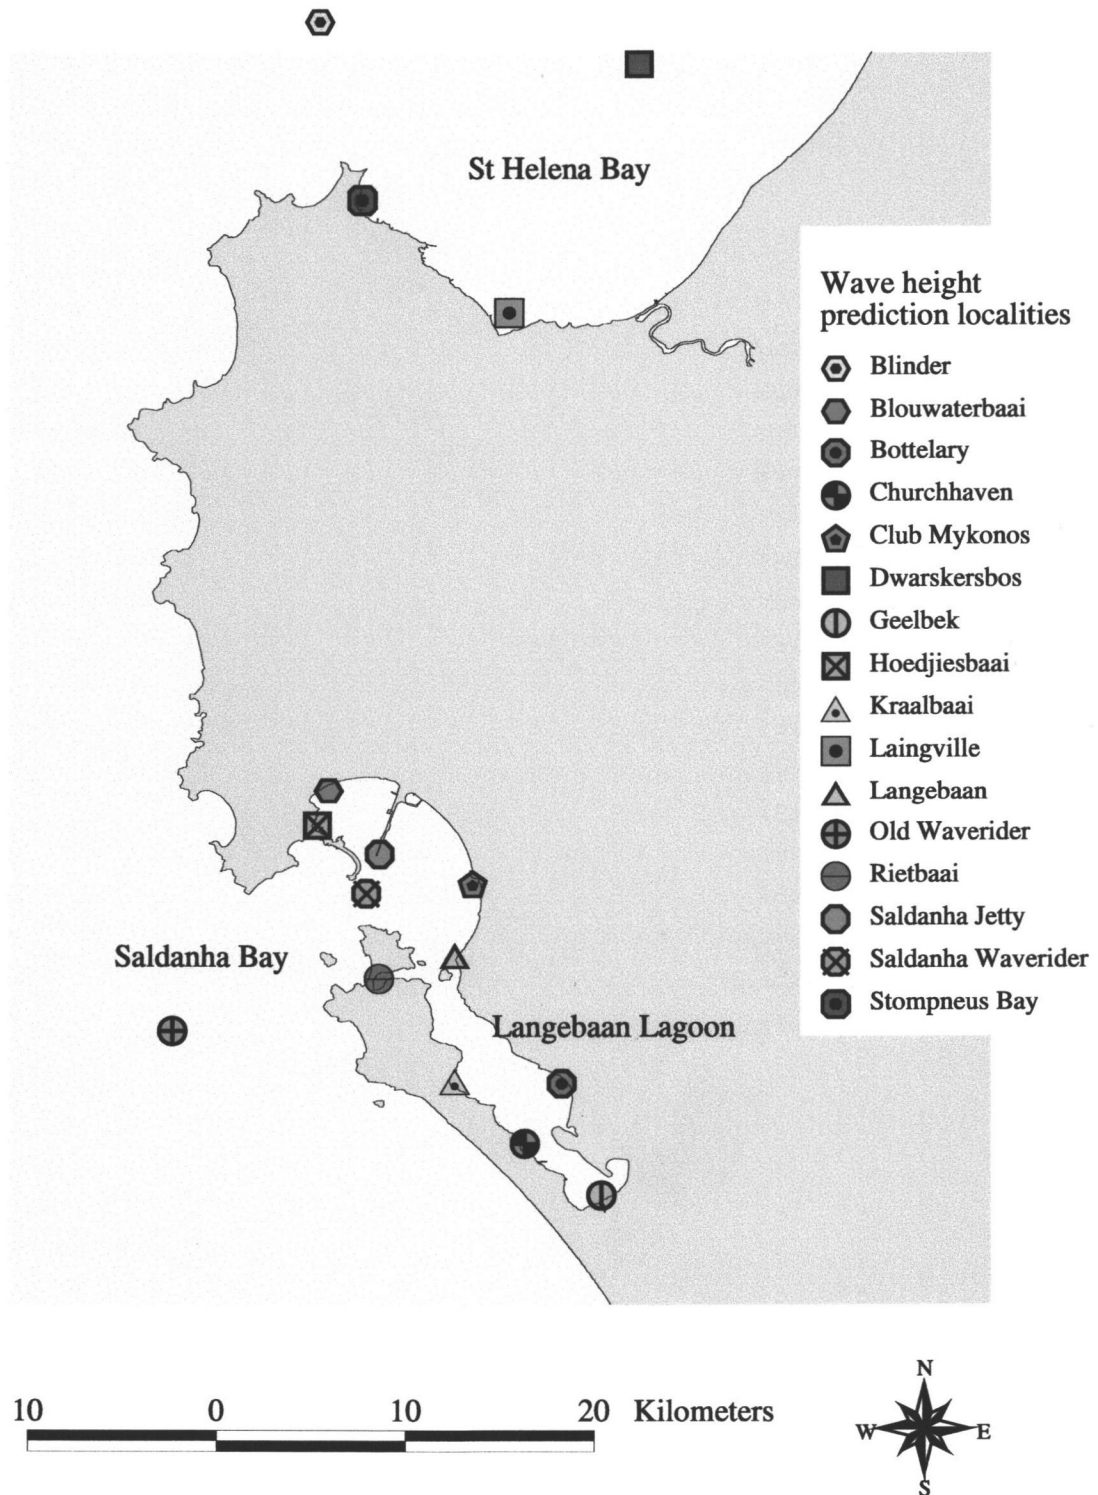 St Helena Bay
Wave height
prediction localities
Blinder
Blouwaterbaai
Bottelary
Churchhaven
Club Mykonos
Dwarskersbos
Geelbek
Hoedjiesbaai
Kraalbaai
Laingville
Langebaan
Old Waverider
Rietbaai
Saldanha Jetty
Saldanha Waverider
Stompneus Bay
Saldanha Bay
Langebaan Lagoon
10 0 10 20 Kilometers
N
W E
S